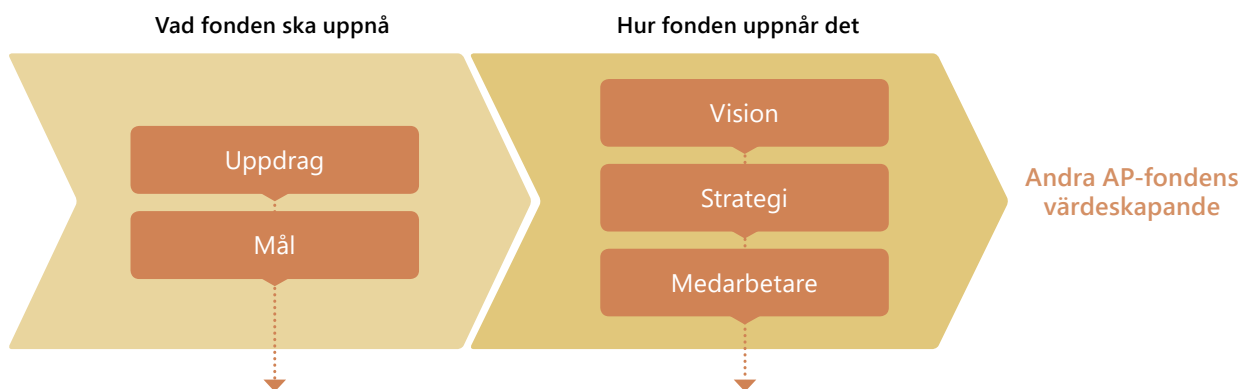 Vad fonden ska uppnå
Uppdrag
Mål
Hur fonden uppnår det
Vision
Strategi
Medarbetare
Andra AP-fondens
värdeskapande